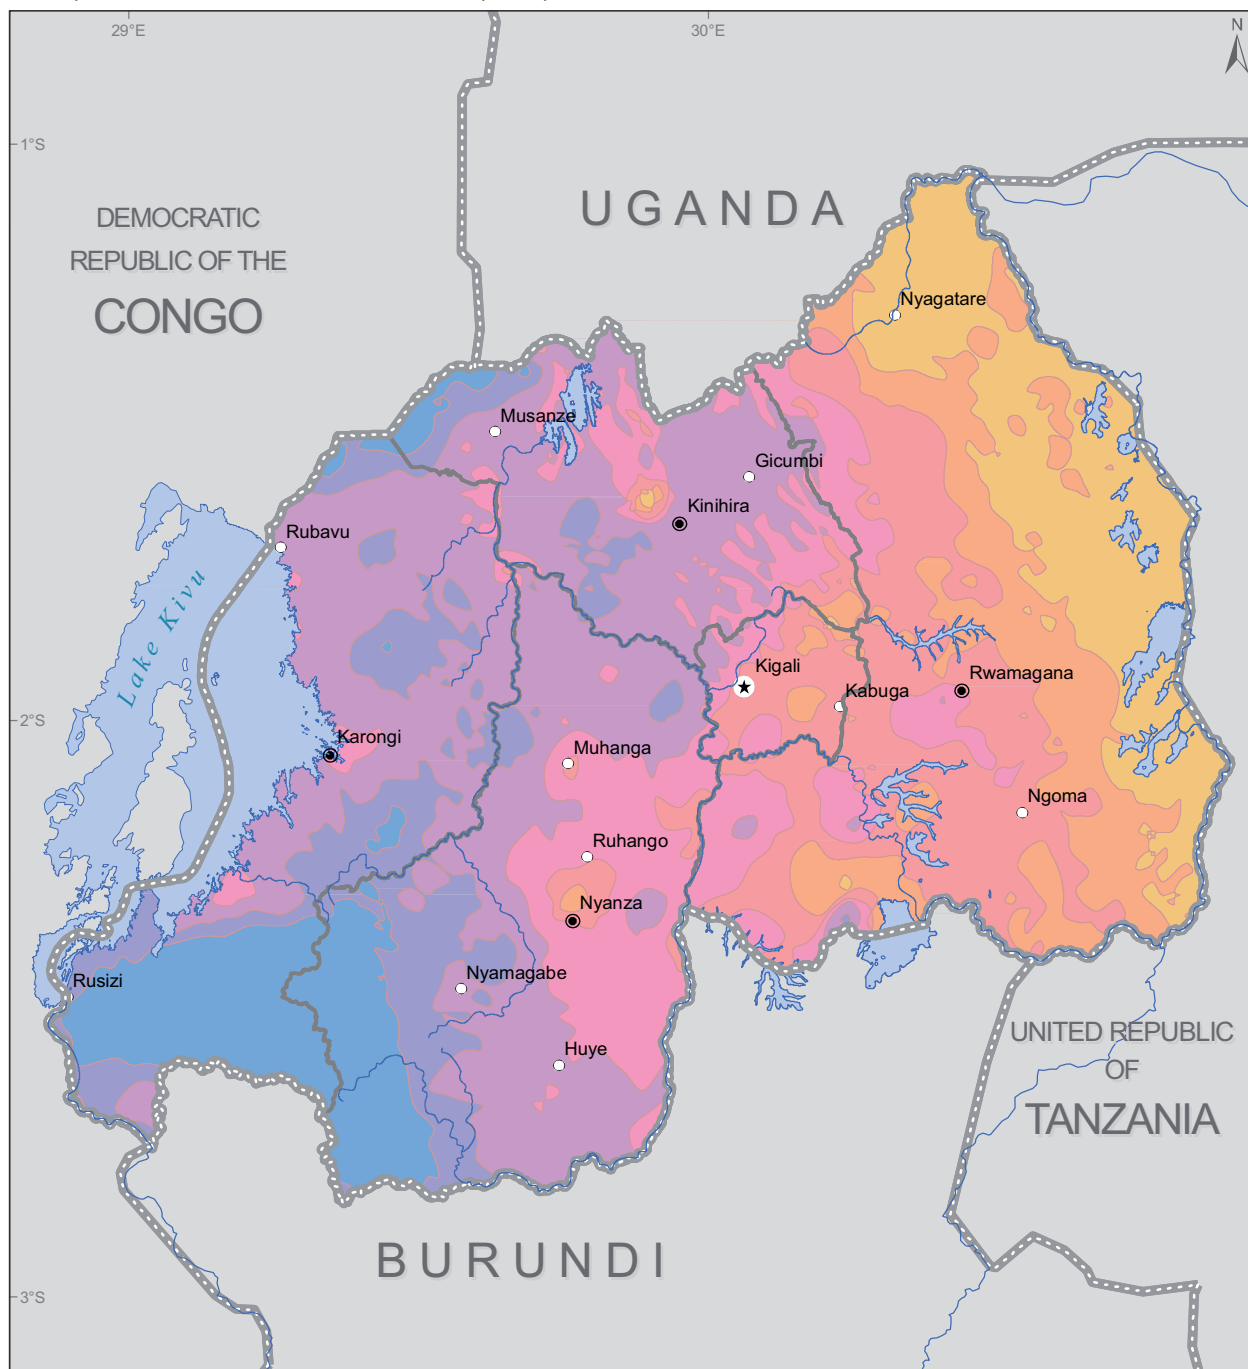 29°E
30°E
N
1°S
UGANDA
DEMOCRATIC
REPUBLIC OF THE
CONGO
Nyagatare
Musanze
Gicumbi
Kinihira
Rubavu
Lake Kivu
Kigali
Rwamagana
Kabuga
2°S
Karongi
Muhanga
Ngoma
Ruhango
Nyanza
Rusizi
Nyamagabe
Huye
UNITED REPUBLIC
OF
TANZANIA
BURUNDI
3°S